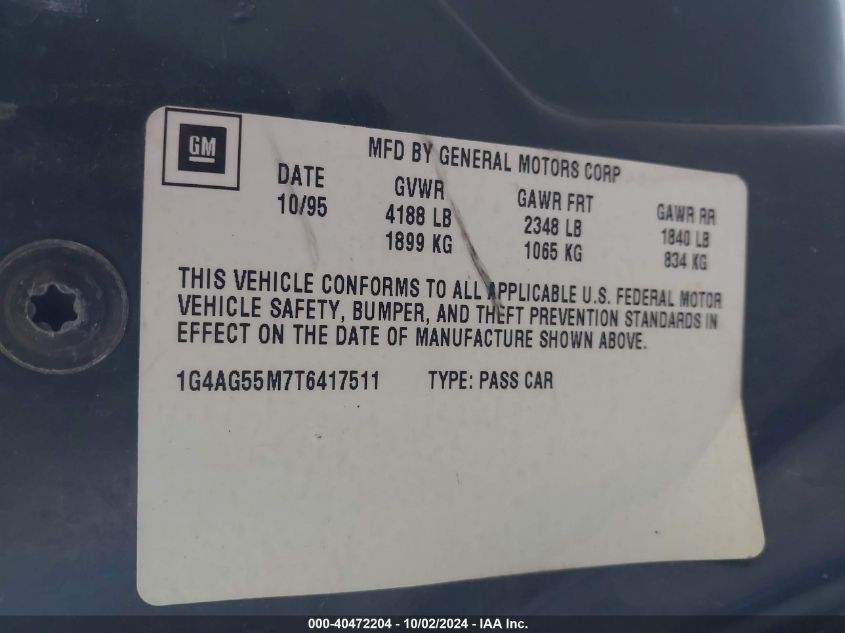 GM
MFD BY GENERAL MOTORS CORP
DATE GVWR GAWR FRT GAWR RR
10/95 4188 LB 2348 LB 1840 LB
1899 KG 1065 KG 834 KG
THIS VEHICLE CONFORMS TO ALL APPLICABLE U.S. FEDERAL MOTOR
VEHICLE SAFETY, BUMPER, AND THEFT PREVENTION STANDARDS IN
EFFECT ON THE DATE OF MANUFACTURE SHOWN ABOVE.
1G4AG55M7T6417511 TYPE: PASS CAR
000-40472204 - 10/02/2024 - IAA Inc.